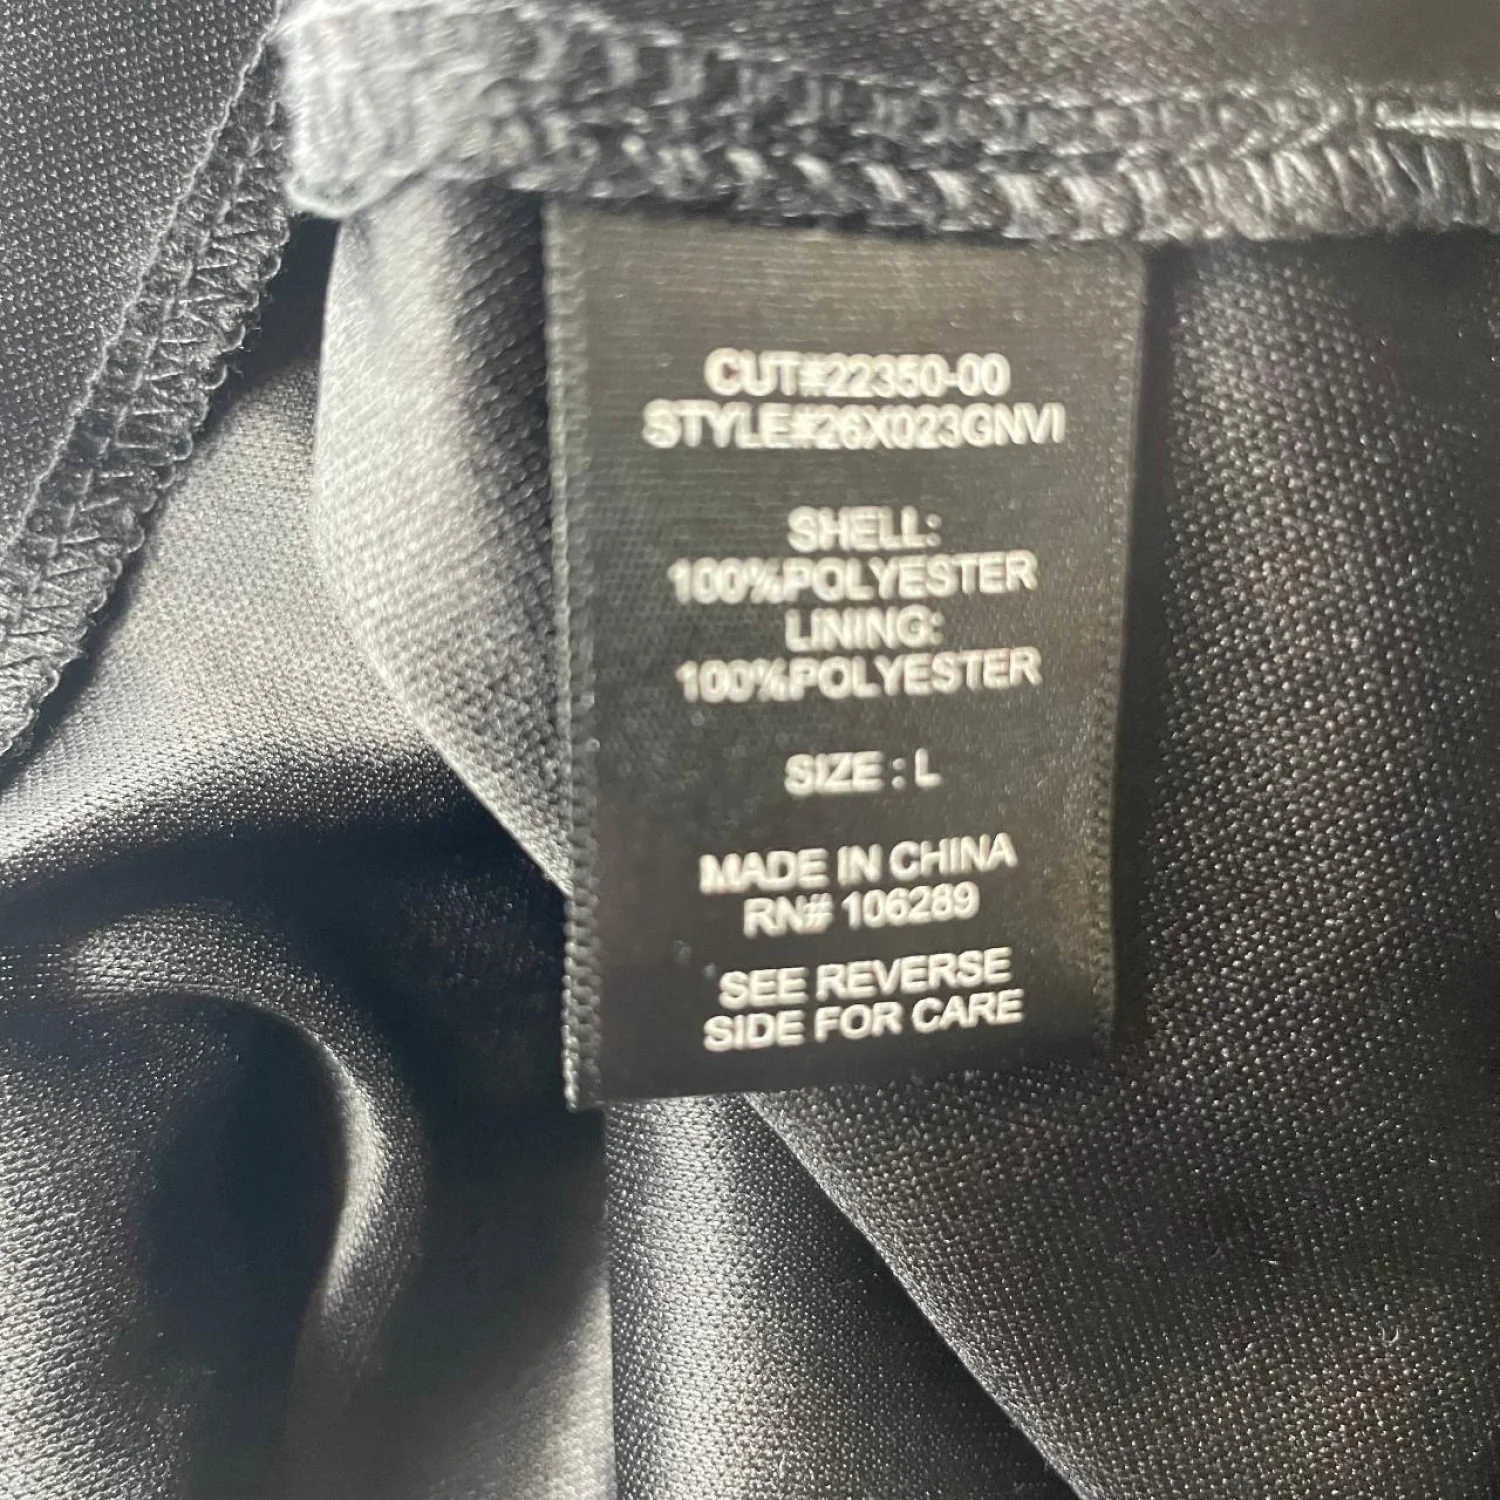 CUT#22350-00
STYLE#26X023GNVI
SHELL:
100%POLYESTER
LINING:
100%POLYESTER
SIZE : L
MADE IN CHINA
RN# 106289
SEE REVERSE
SIDE FOR CARE